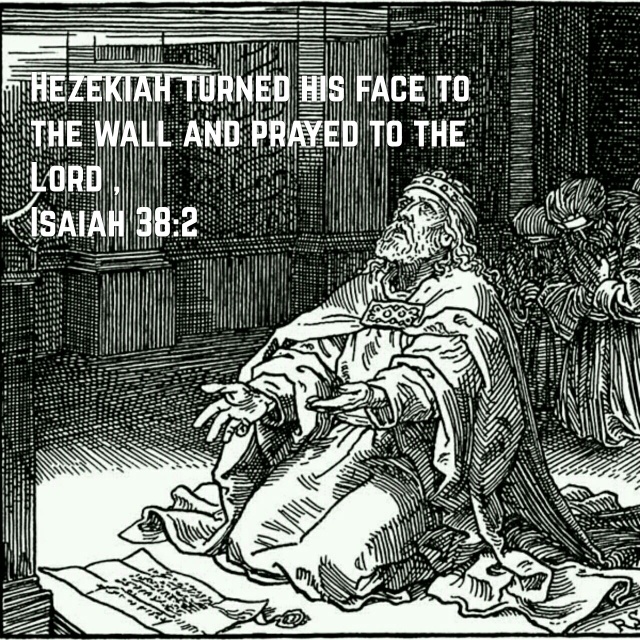 Hezekiah turned his face to
the wall and prayed to the
Lord ,
Isaiah 38:2